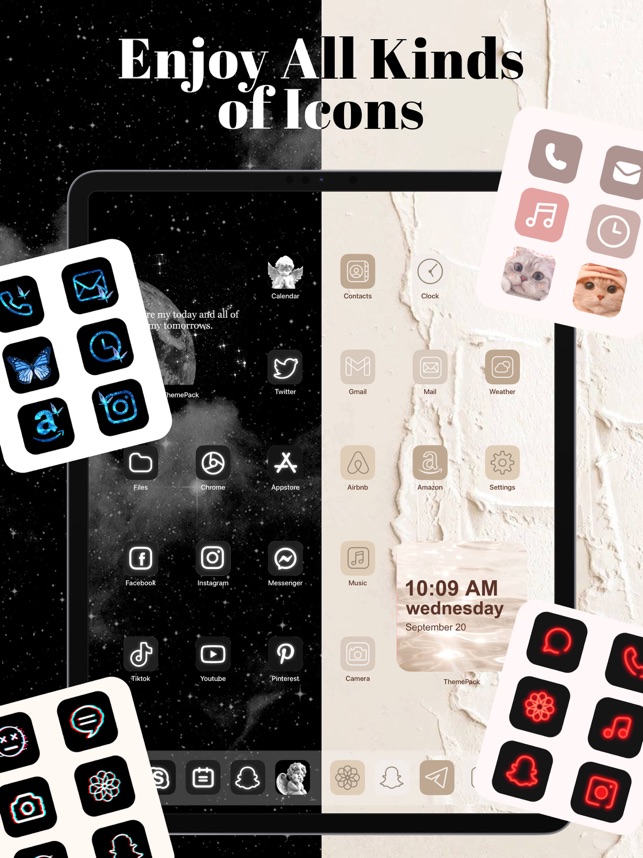 Enjoy All Kinds
of Icons
Calendar
Contacts
Clock
my today and all of
my tomorrows.
ThemePack
Twitter
Gmail
Mail
Weather
Files
Chrome
Appstore
Airbnb
Amazon
Settings
Facebook
Instagram
Messenger
Music
10:09 AM
wednesday
September 20
Tiktok
Youtube
Pinterest
Camera
ThemePack